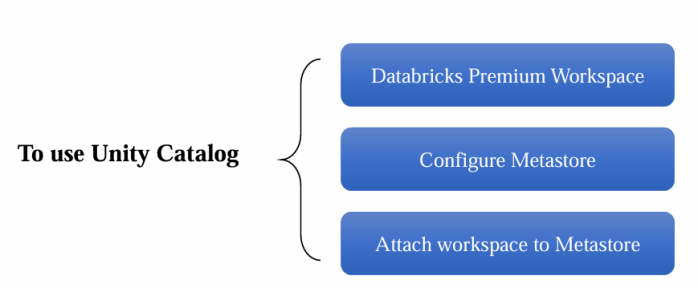 To use Unity Catalog
Databricks Premium Workspace
Configure Metastore
Attach workspace to Metastore